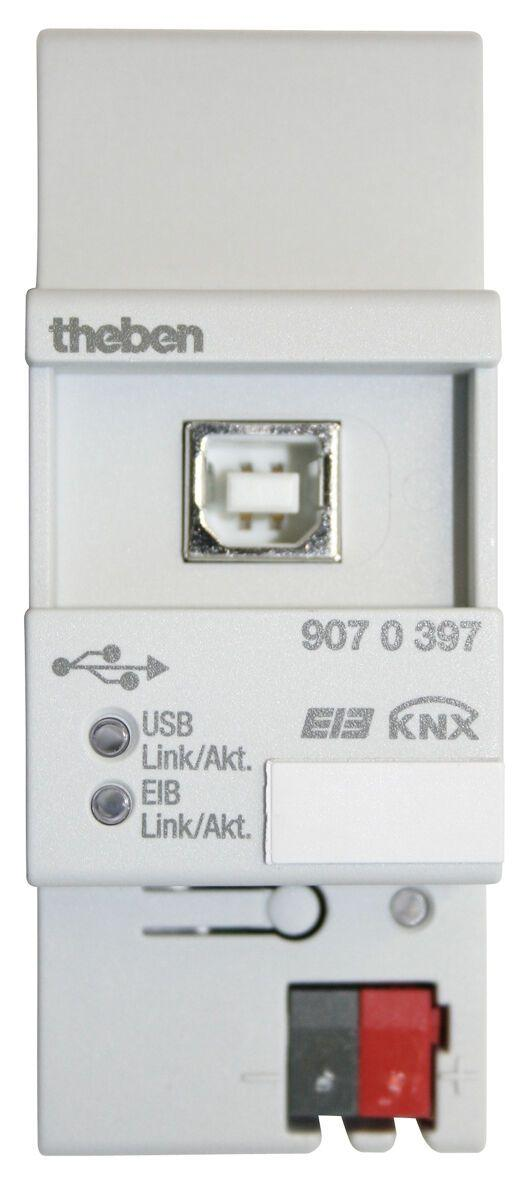 theben
907 0 397
EIB KNX
USB
Link/Akt.
EIB
Link/Akt.
- +